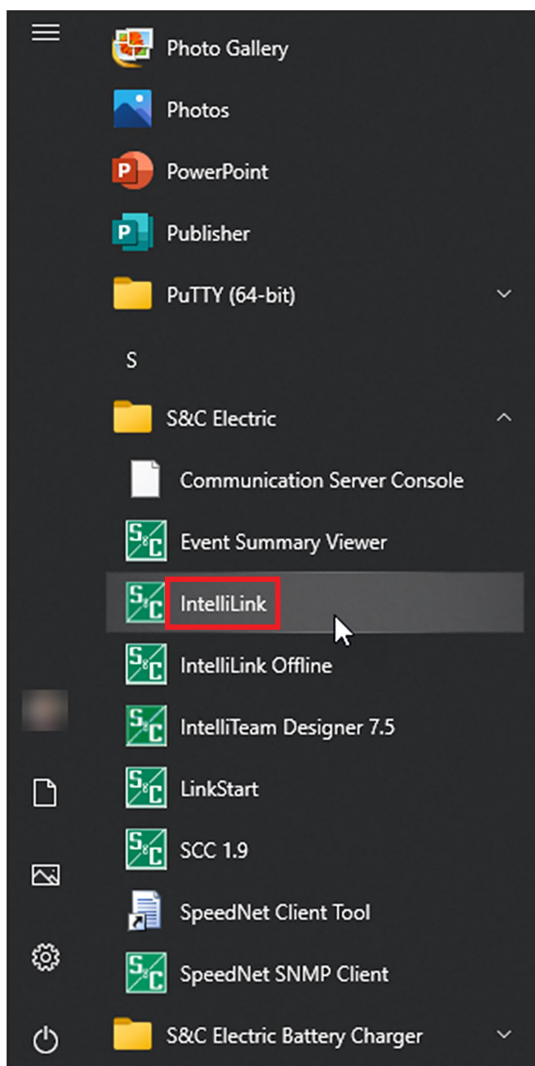 Photo Gallery
Photos
PowerPoint
Publisher
PuTTY (64-bit)
S
S&C Electric
Communication Server Console
Event Summary Viewer
IntelliLink
IntelliLink Offline
IntelliTeam Designer 7.5
LinkStart
SCC 1.9
SpeedNet Client Tool
SpeedNet SNMP Client
S&C Electric Battery Charger